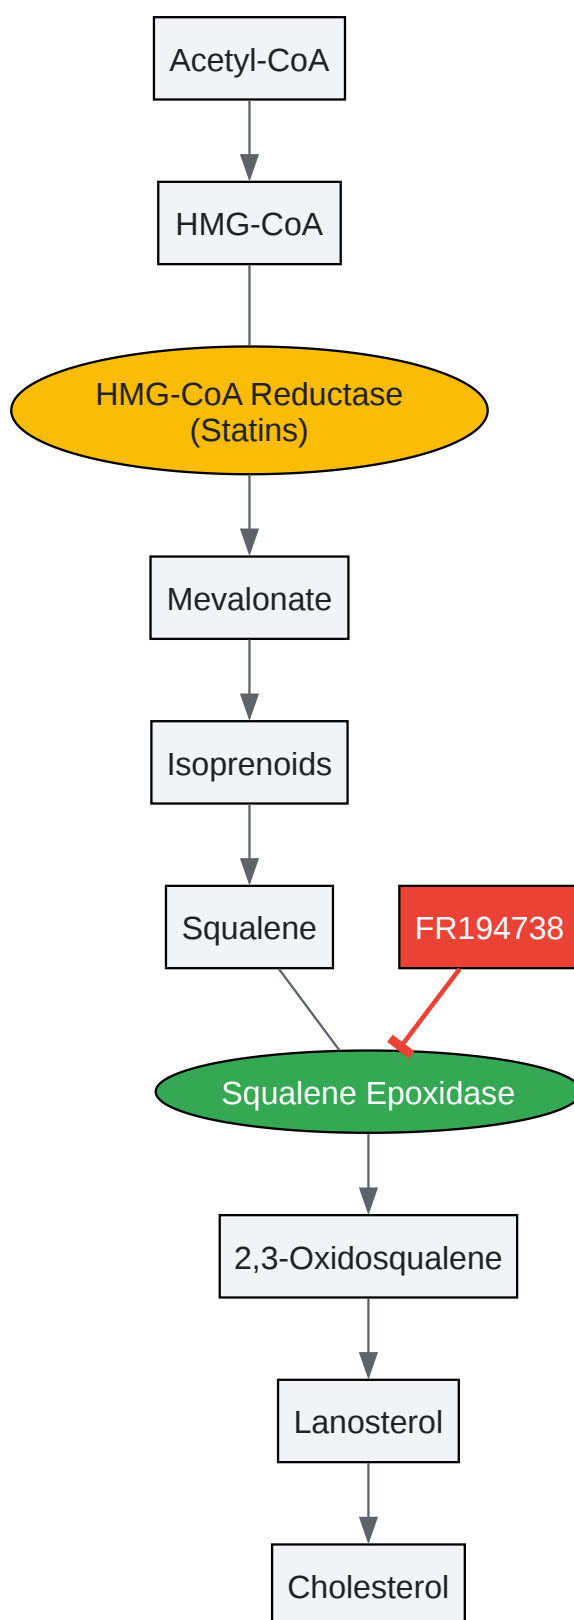 Acetyl-CoA
HMG-CoA
HMG-CoA Reductase
(Statins)
Mevalonate
Isoprenoids
Squalene
FR194738
Squalene Epoxidase
2,3-Oxidosqualene
Lanosterol
Cholesterol